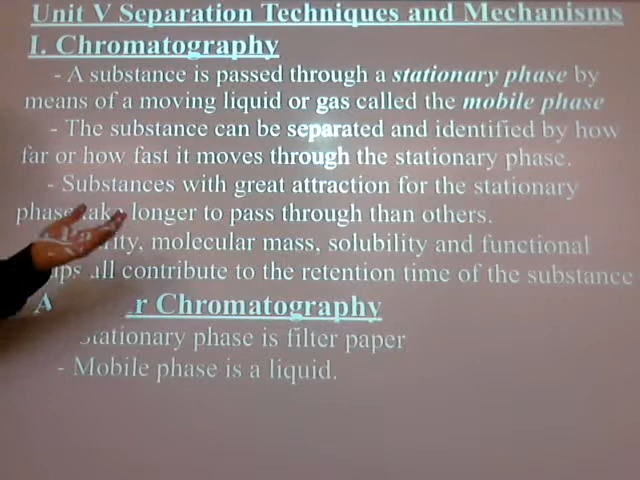 Unit V Separation Techniques and Mechanisms
I. Chromatography
- A substance is passed through a stationary phase by
means of a moving liquid or gas called the mobile phase
- The substance can be separated and identified by how
far or how fast it moves through the stationary phase.
- Substances with great attraction for the stationary
phase take longer to pass through than others.
molecular mass, solubility and functional
all contribute to the retention time of the substance
A Chromatography
Stationary phase is filter paper
- Mobile phase is a liquid.